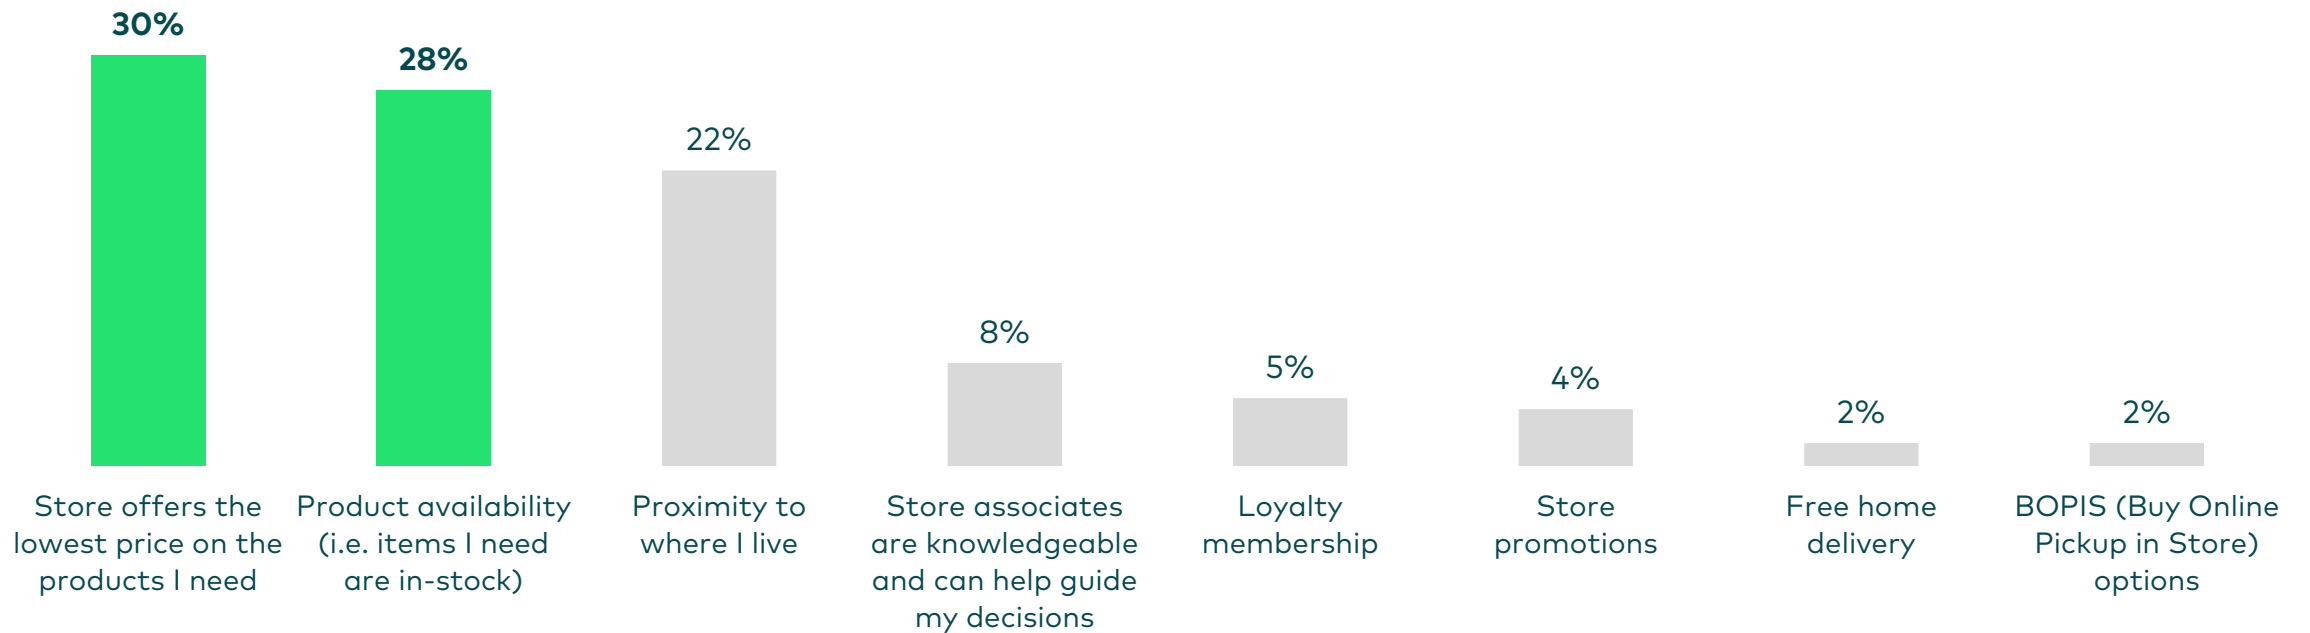 30%
28%
22%
8%
5%
4%
2%
2%
Store offers the
lowest price on the
products I need
Product availability
(i.e. items I need
are in-stock)
Proximity to
where I live
Store associates
are knowledgeable
and can help guide
my decisions
Loyalty
membership
Store
promotions
Free home
delivery
BOPIS (Buy Online
Pickup in Store)
options